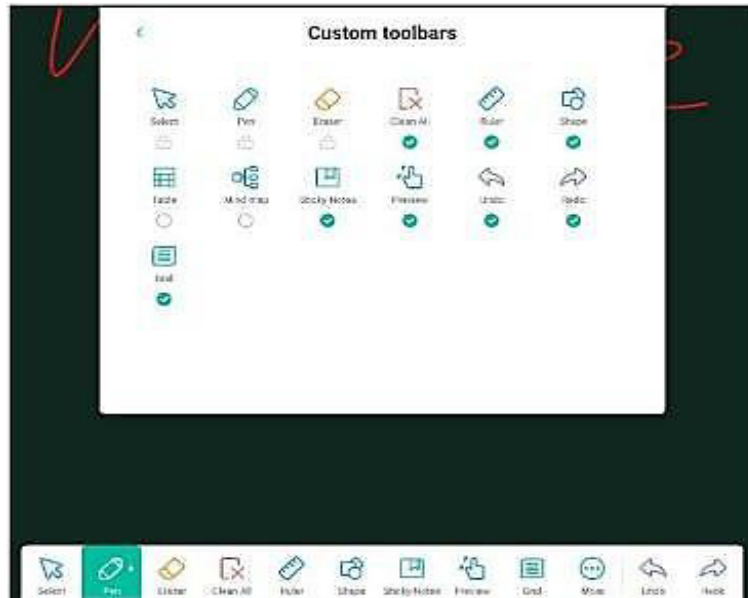 Custom toolbars
Select Pen Eraser Clean All Ruler Shape
Table Mind map Sticky Notes Preview Undo Redo
Select Pen Eraser Clean All Ruler Shape Sticky Notes Preview Grid More Undo Redo